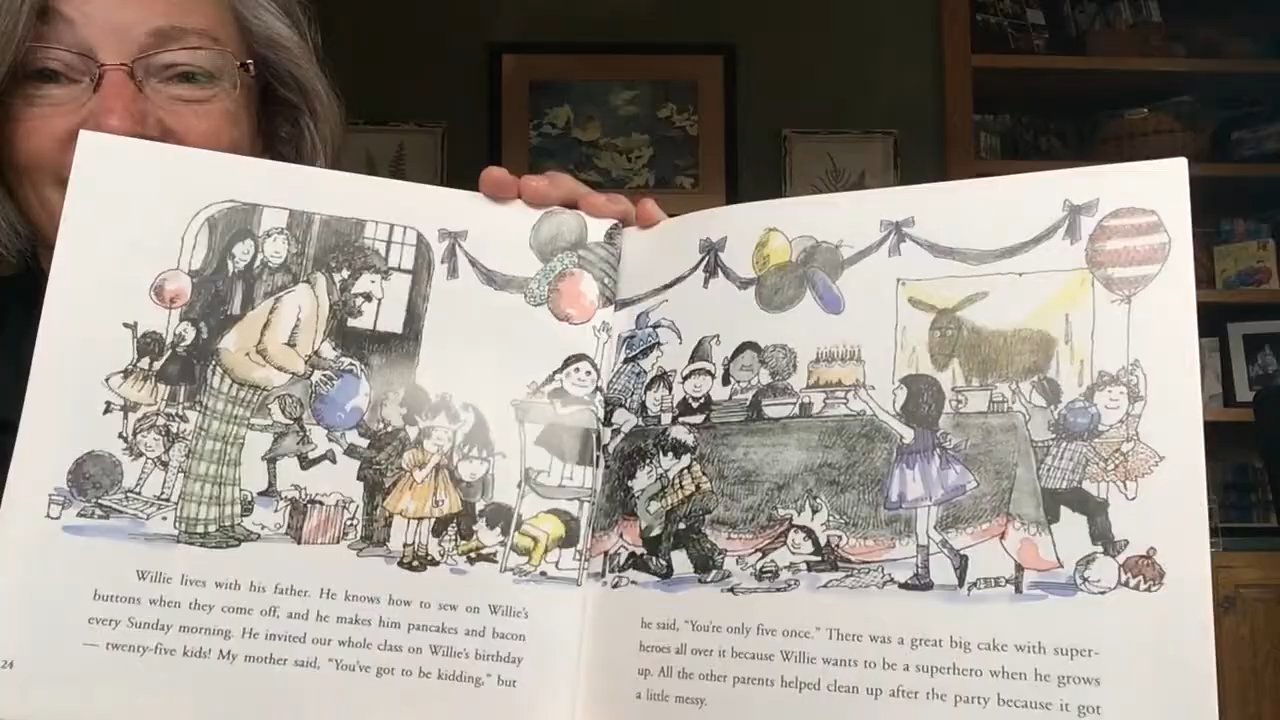 Willie lives with his father. He knows how to sew on Willie's
buttons when they come off, and he makes him pancakes and bacon
every Sunday morning. He invited our whole class on Willie's birthday
— twenty-five kids! My mother said, "You've got to be kidding," but
24
he said, "You're only five once." There was a great big cake with super-
heroes all over it because Willie wants to be a superhero when he grows
up. All the other parents helped clean up after the party because it got
a little messy.